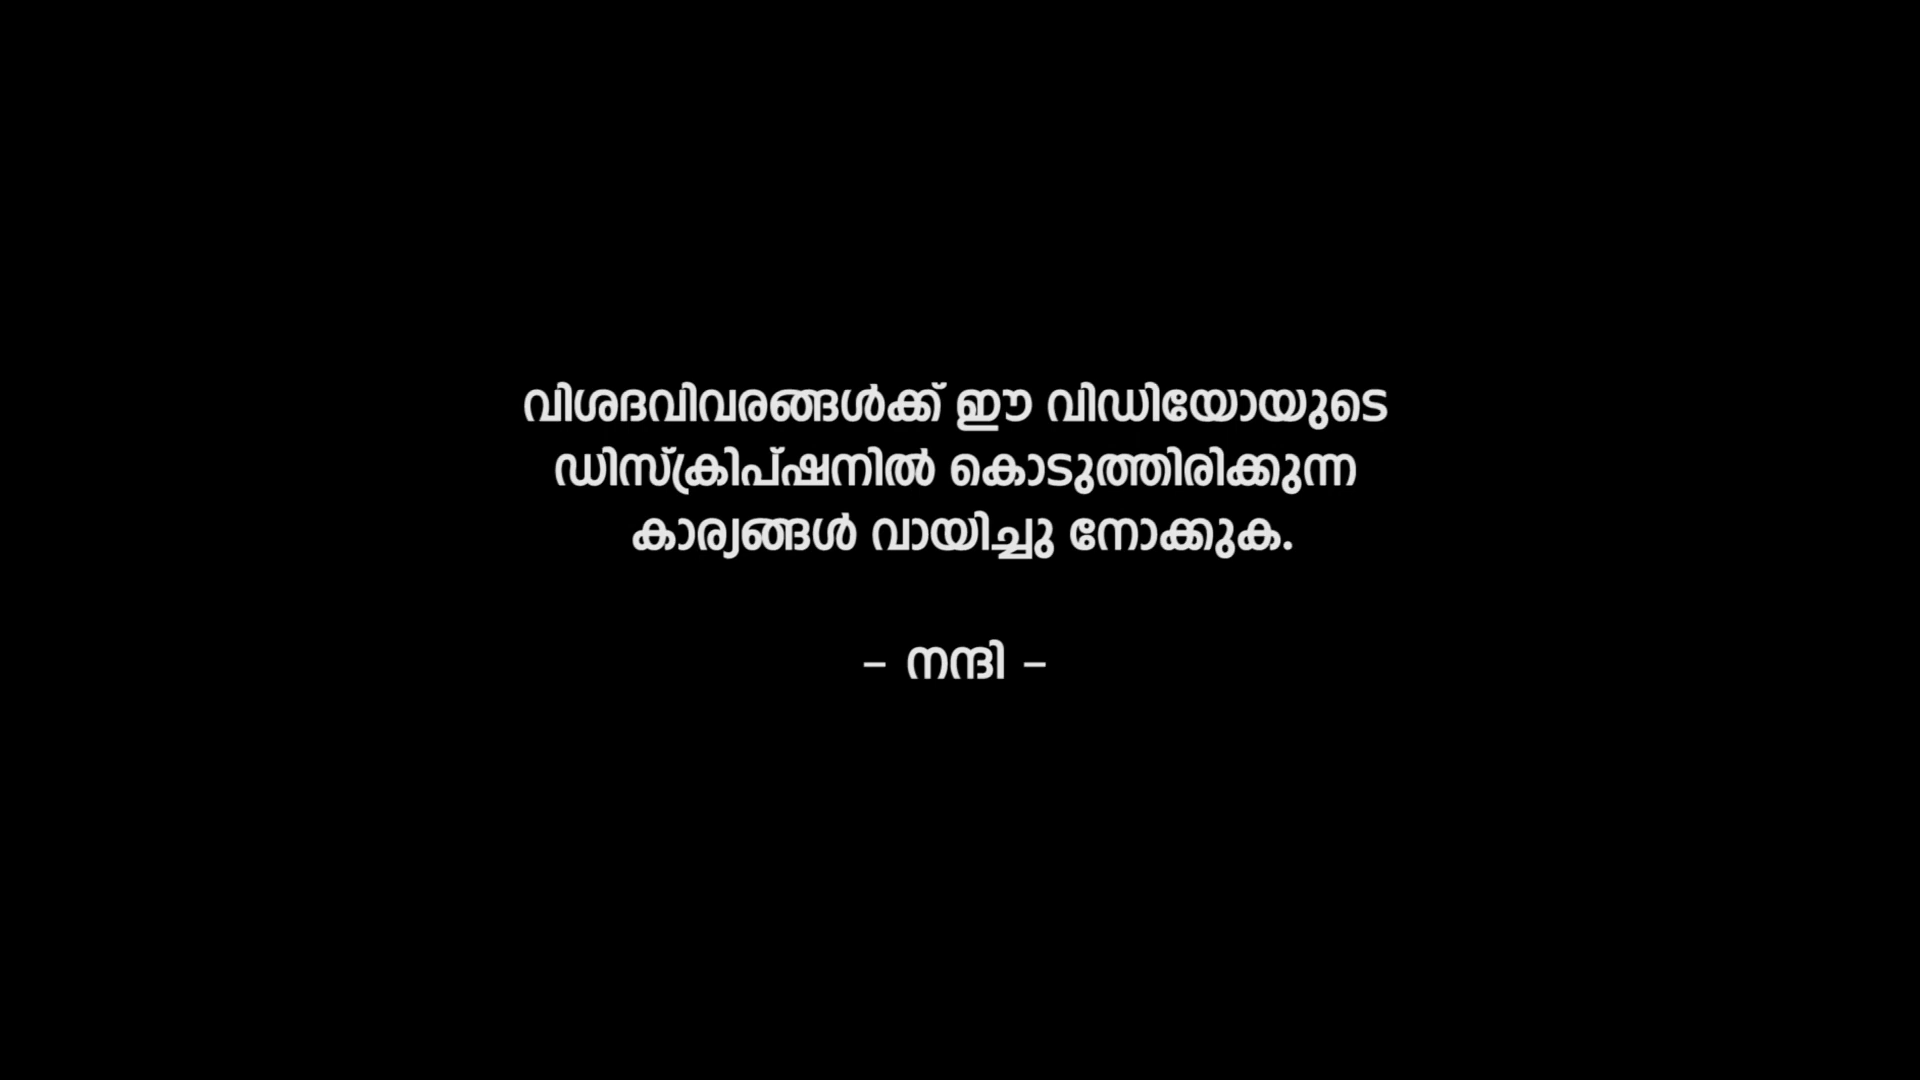 വിശദവിവരങ്ങൾക്ക് ഈ വിഡിയോയുടെ
ഡിസ്ക്രിപ്ഷനിൽ കൊടുത്തിരിക്കുന്ന
കാര്യങ്ങൾ വായിച്ചു നോക്കുക.
– നന്ദി –